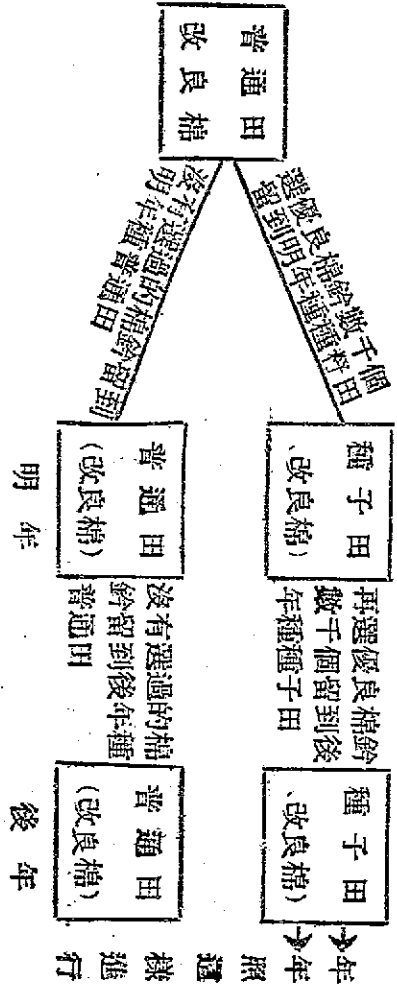 普通田
改良棉
選優良棉鈴數千個
留到明年種種籽田
沒有選過的棉鈴留到
明年種普通田
種子田
(改良棉)
普通田
(改良棉)
明年
再選優良棉鈴
數千個留到後
年種種子田
沒有選過的棉
鈴留到後年種
普通田
種子田
(改良棉)
普通田
(改良棉)
後年
年年照這樣進行